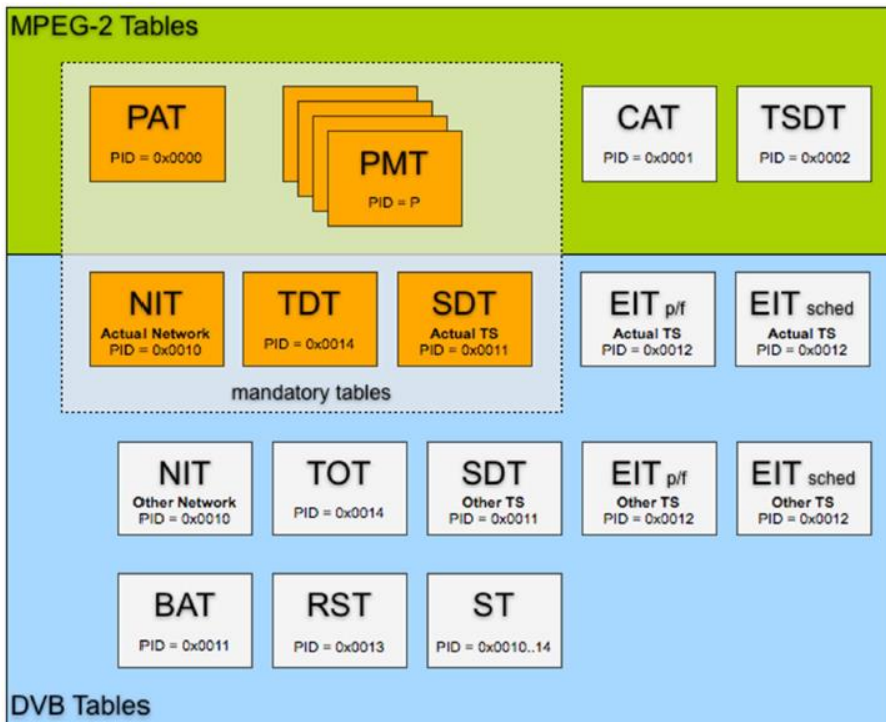 MPEG-2 Tables
PAT
PID = 0x0000
PMT
PID = P
CAT
PID = 0x0001
TSDT
PID = 0x0002
NIT
Actual Network
PID = 0x0010
TDT
PID = 0x0014
SDT
Actual TS
PID = 0x0011
EIT p/f
Actual TS
PID = 0x0012
EIT sched
Actual TS
PID = 0x0012
mandatory tables
NIT
Other Network
PID = 0x0010
TOT
PID = 0x0014
SDT
Other TS
PID = 0x0011
EIT p/f
Other TS
PID = 0x0012
EIT sched
Other TS
PID = 0x0012
BAT
PID = 0x0011
RST
PID = 0x0013
ST
PID = 0x0010..14
DVB Tables